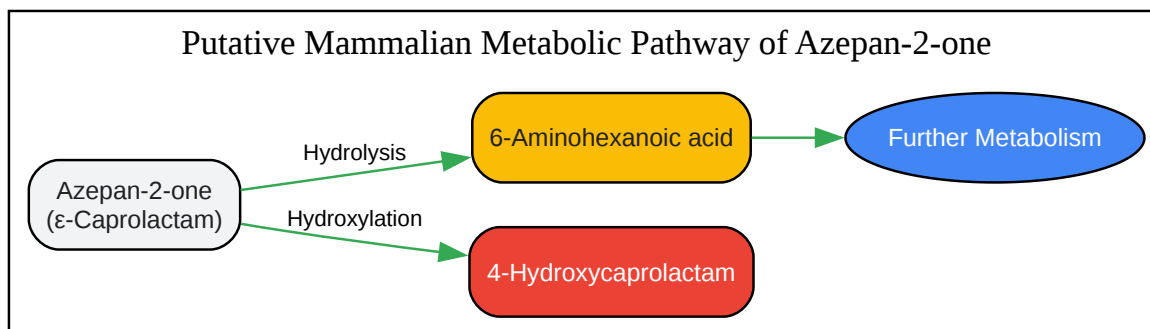 Putative Mammalian Metabolic Pathway of Azepan-2-one
Azepan-2-one
(ε-Caprolactam)
Hydrolysis
Hydroxylation
6-Aminohexanoic acid
4-Hydroxycaprolactam
Further Metabolism